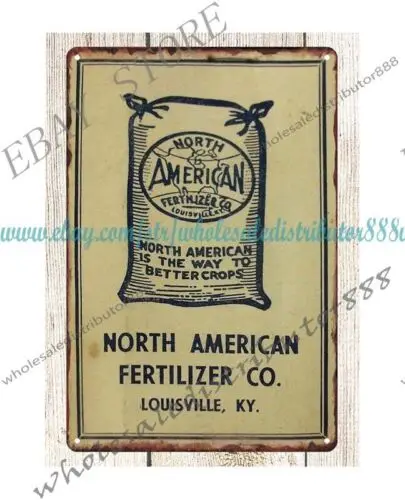 EBAY STORE
wholesaledistributor888
NORTH
AMERICAN
FERTILIZER CO.
LOUISVILLE, KY.
www.ebay.com/str/wholesaledistributor888
NORTH AMERICAN
IS THE WAY TO
BETTER CROPS
wholesaledistributor888
NORTH AMERICAN
FERTILIZER CO.
LOUISVILLE, KY.
wholesaledistributor888